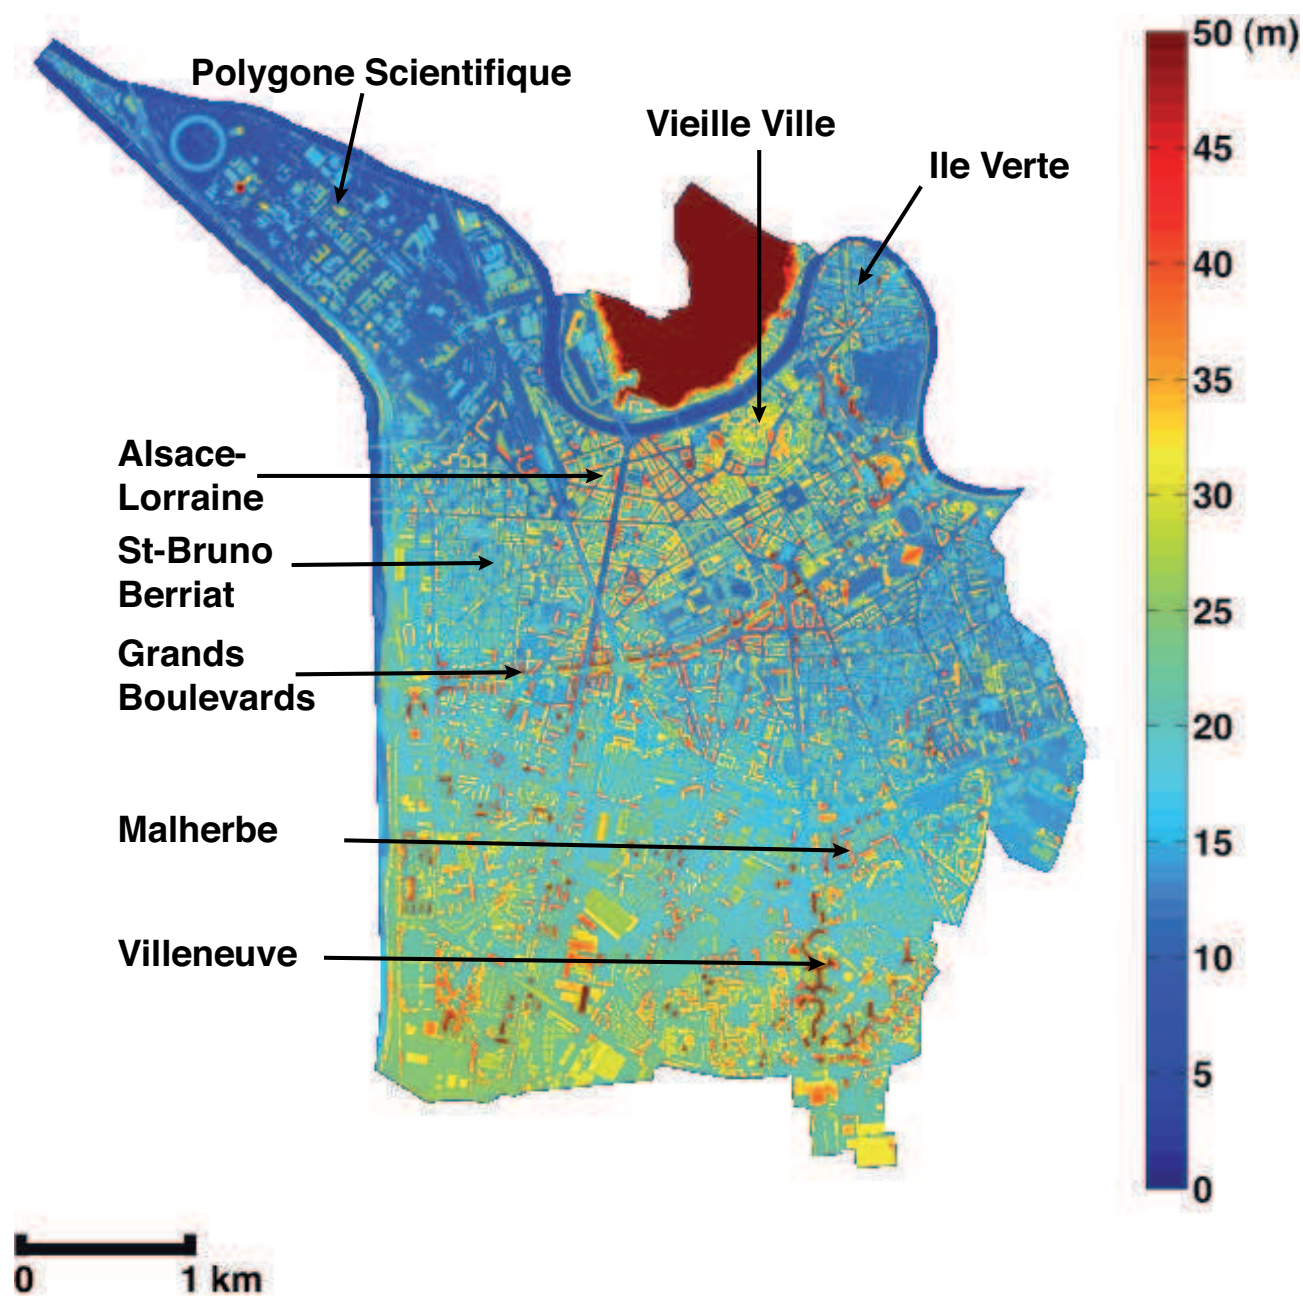 50 (m)
Polygone Scientifique
Vieille Ville
Ile Verte
45
40
35
Alsace-
Lorraine
30
St-Bruno
Berriat
25
Grands
Boulevards
20
Malherbe
15
Villeneuve
10
5
0
0 1 km